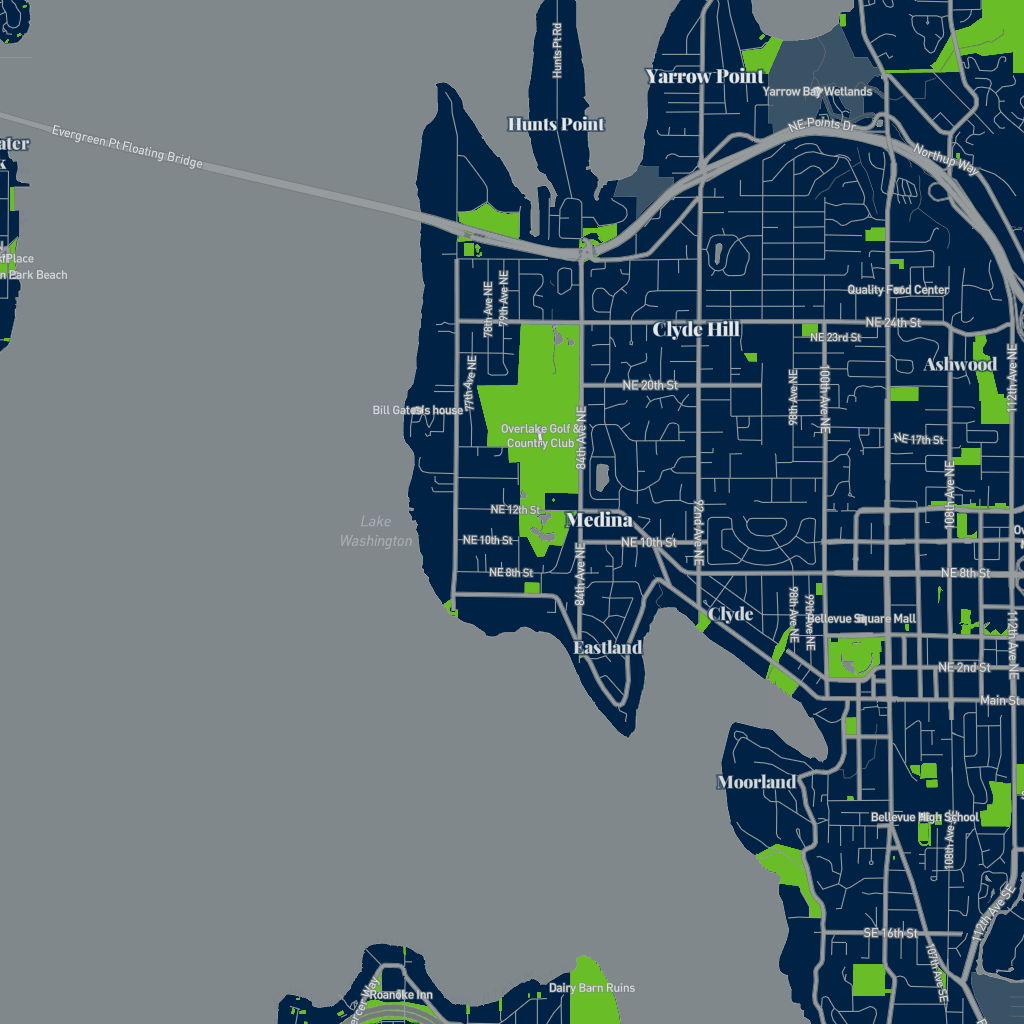 Hunts Pt Rd
Yarrow Point
Yarrow Bay Wetlands
Hunts Point
NE Points Dr
Evergreen Pt Floating Bridge
Northup Way
Park Beach
78th Ave NE
79th Ave NE
Quality Food Center
Clyde Hill
NE 24th St
NE 23rd St
Ashwood
112th Ave NE
77th Ave NE
NE 20th St
98th Ave NE
100th Ave NE
Bill Gates's house
Overlake Golf &
Country Club
84th Ave NE
NE 17th St
108th Ave NE
NE 12th St
Medina
Lake
Washington
92nd Ave NE
NE 10th St
NE 10th St
NE 8th St
84th Ave NE
NE 8th St
98th Ave NE
99th Ave NE
Clyde
Bellevue Square Mall
112th Ave NE
Eastland
NE 2nd St
Main St
Moorland
Bellevue High School
108th Ave SE
112th Ave SE
SE 16th St
107th Ave SE
Roanoke Inn
Dairy Barn Ruins